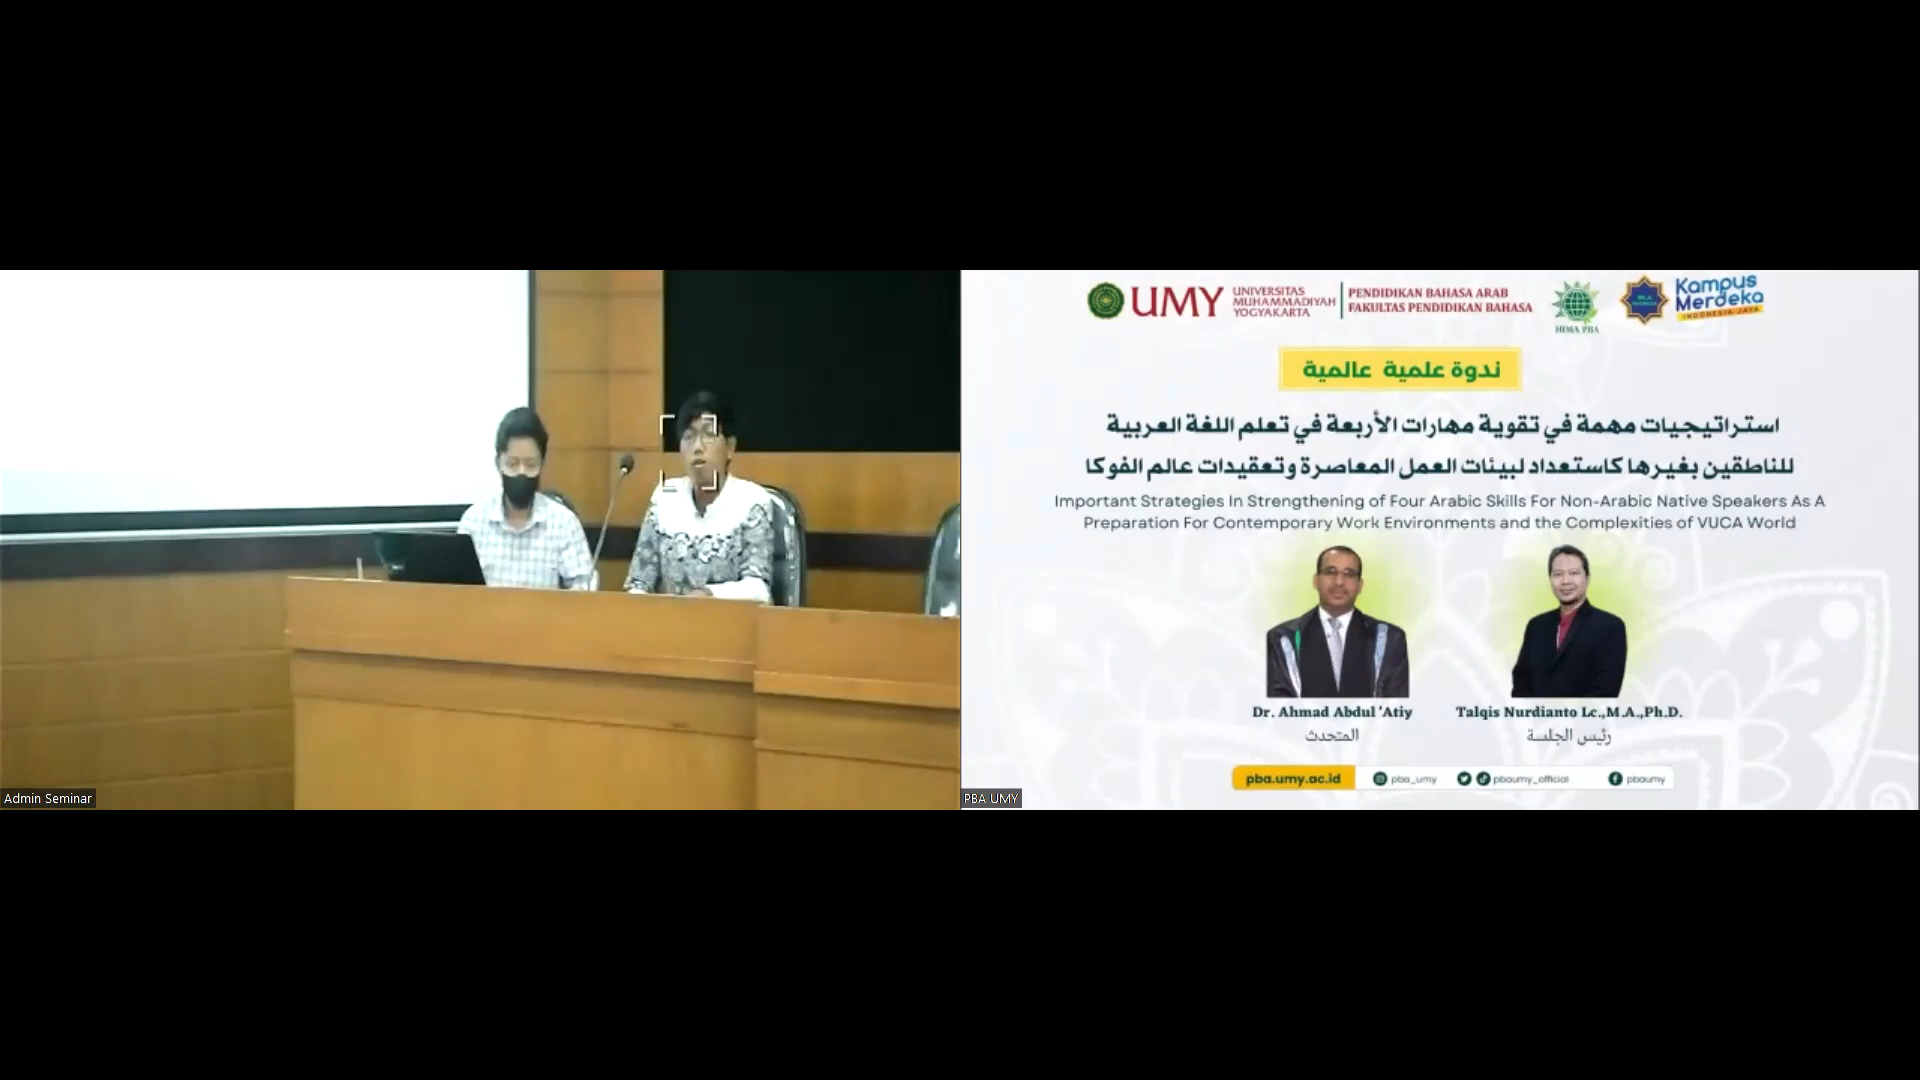 UMY
UNIVERSITAS
MUHAMMADIYAH
YOGYAKARTA
PENDIDIKAN BAHASA ARAB
FAKULTAS PENDIDIKAN BAHASA
HIMA PBA
Kampus
Merdeka
INDONESIA JAYA
ندوة علمية عالمية
استراتيجيات مهمة في تقوية مهارات الأربعة في تعلم اللغة العربية
للناطقين بغيرها كاستعداد لبيئات العمل المعاصرة وتعقيدات عالم الفوكا
Important Strategies In Strengthening of Four Arabic Skills For Non-Arabic Native Speakers As A
Preparation For Contemporary Work Environments and the Complexities of VUCA World
Dr. Ahmad Abdul 'Atiy
المتحدث
Talqis Nurdianto Lc.,M.A.,Ph.D.
رئيس الجلسة
pba.umy.ac.id
pba_umy
pbaumy_official
pbaumy
Admin Seminar
PBA UMY